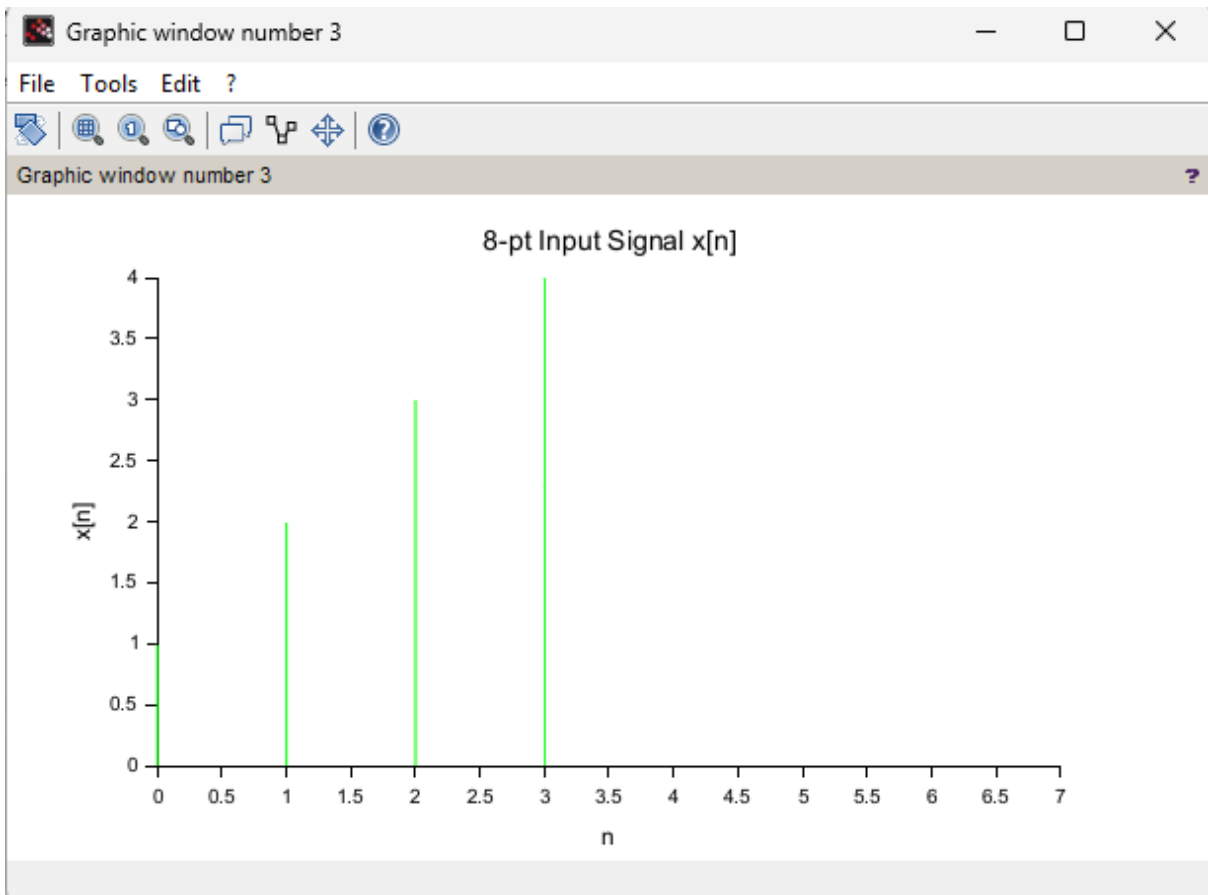 Graphic window number 3
File Tools Edit ?
Graphic window number 3 ?
8-pt Input Signal x[n]
4
3.5
3
2.5
2
1.5
1
0.5
0
x[n]
0 0.5 1 1.5 2 2.5 3 3.5 4 4.5 5 5.5 6 6.5 7
n